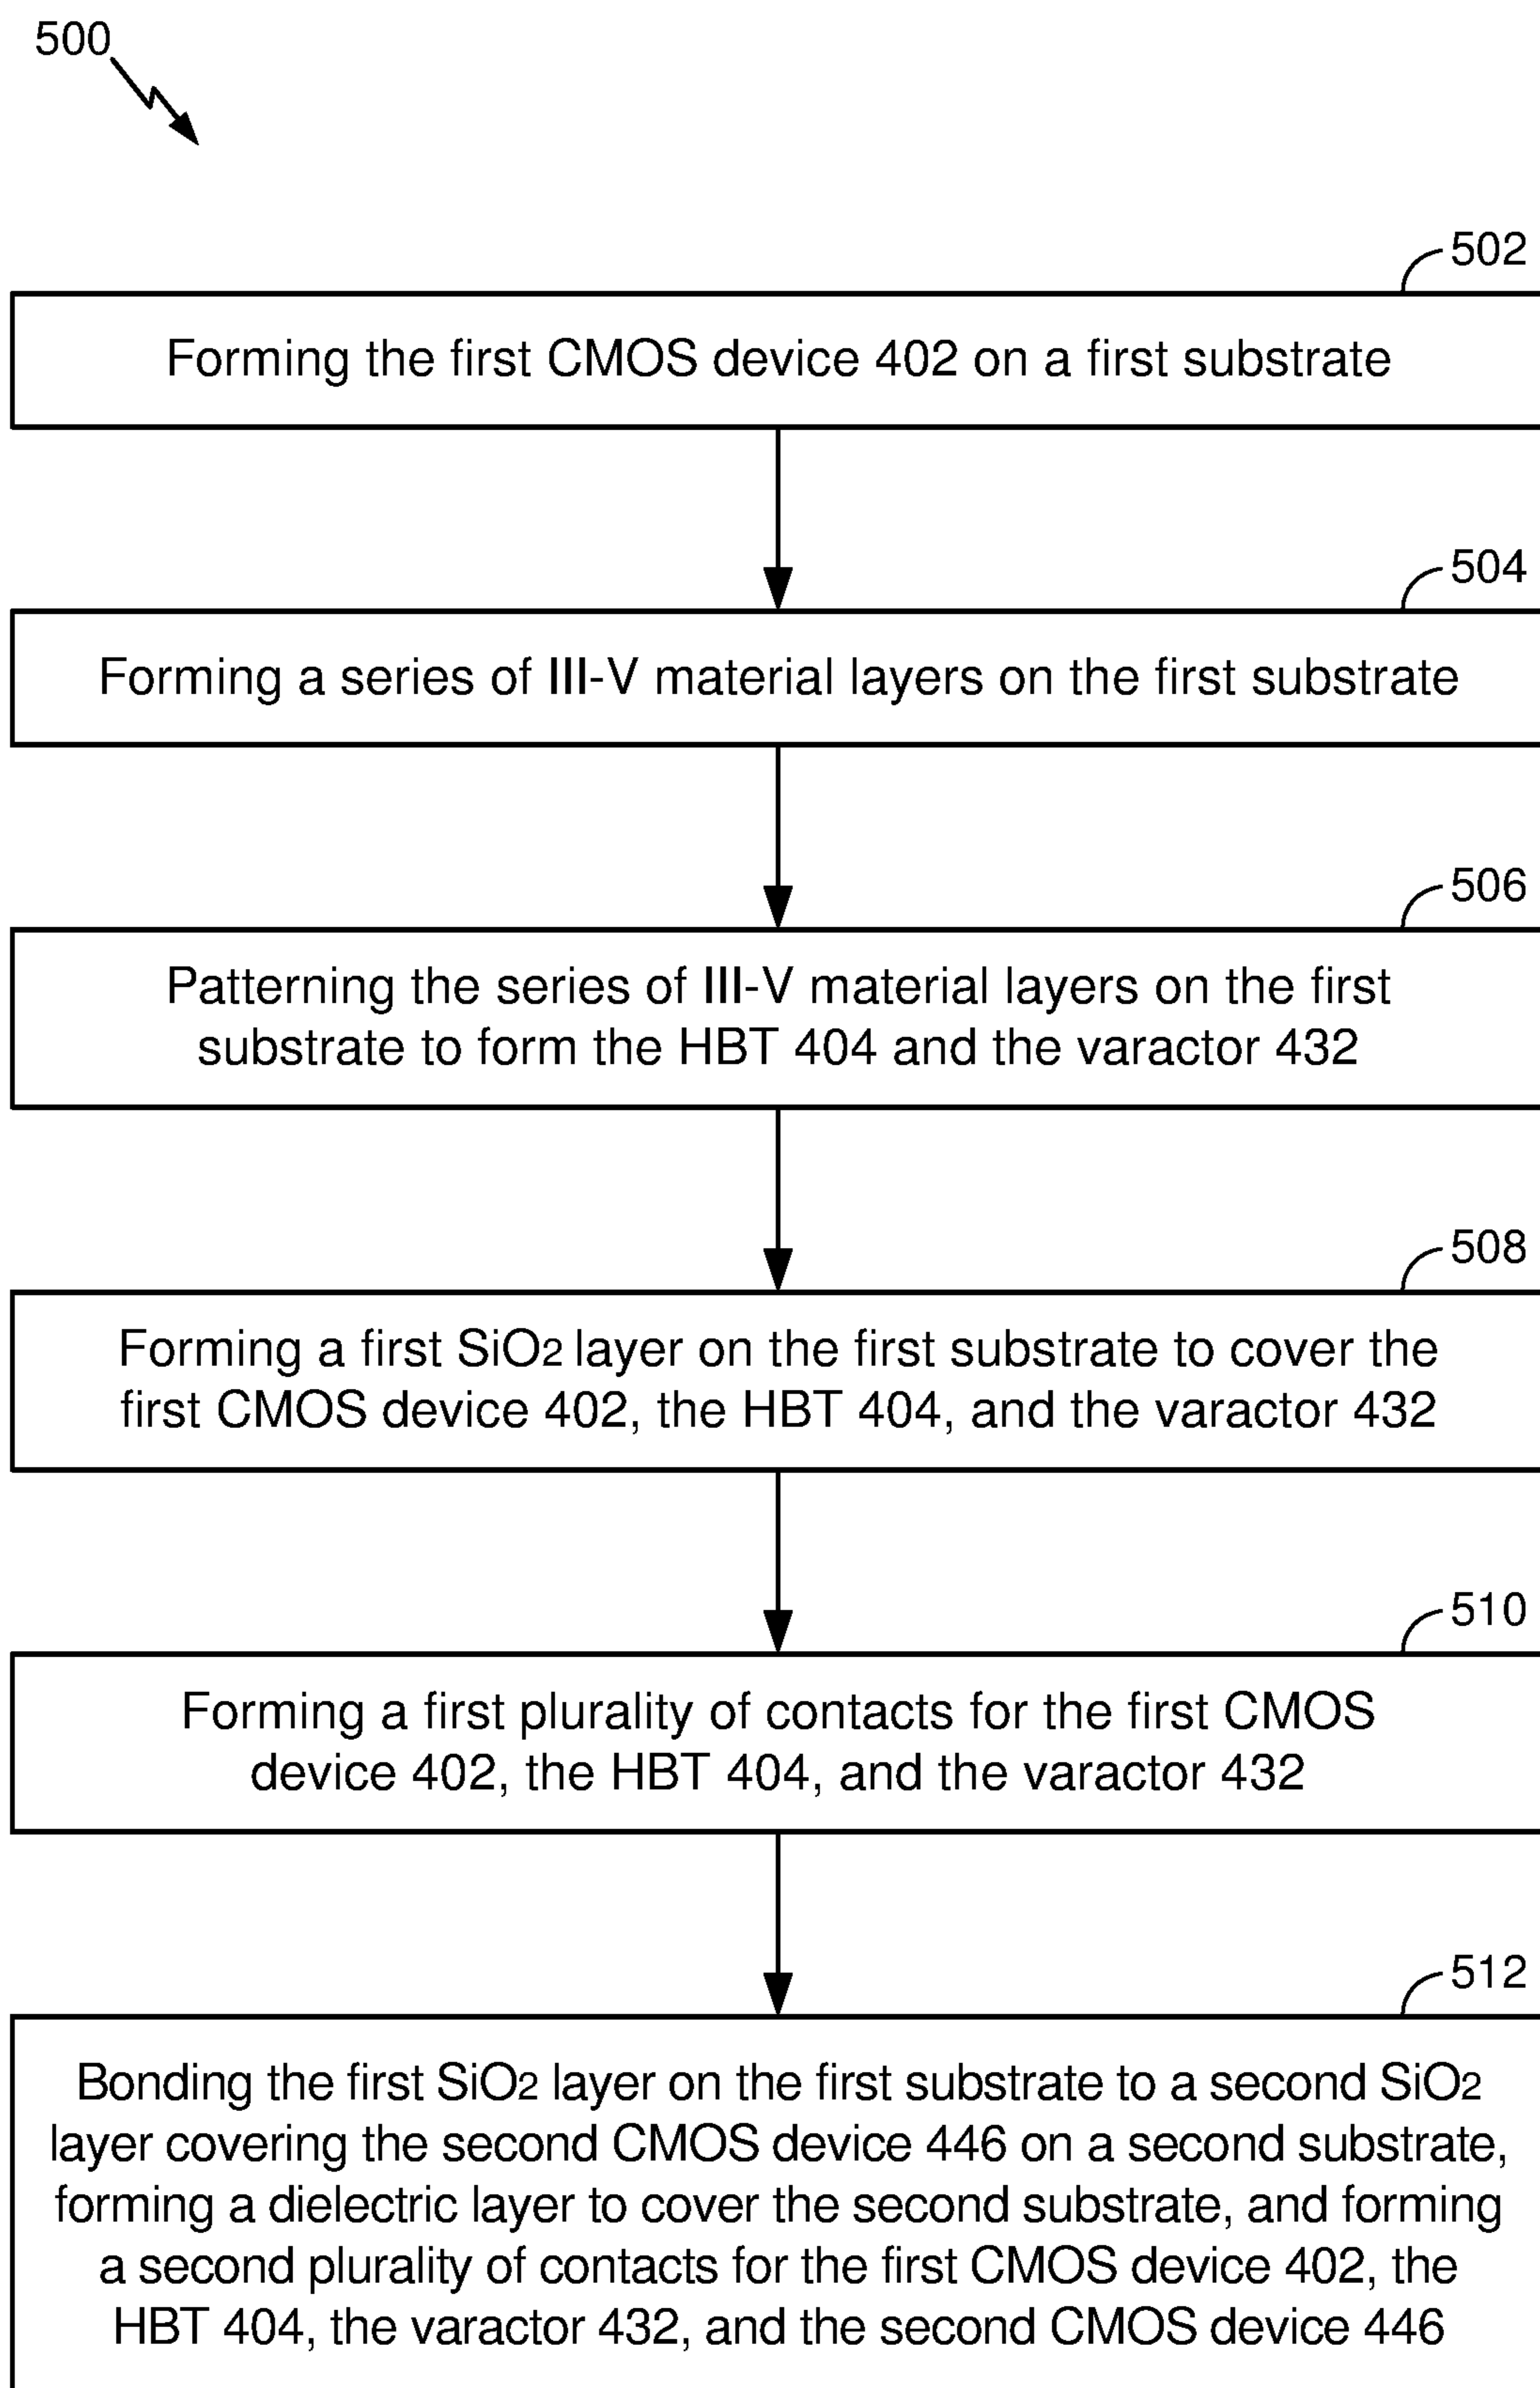 500
502
Forming the first CMOS device 402 on a first substrate
504
Forming a series of III-V material layers on the first substrate
506
Patterning the series of III-V material layers on the first
substrate to form the HBT 404 and the varactor 432
508
Forming a first SiO2 layer on the first substrate to cover the
first CMOS device 402, the HBT 404, and the varactor 432
510
Forming a first plurality of contacts for the first CMOS
device 402, the HBT 404, and the varactor 432
512
Bonding the first SiO2 layer on the first substrate to a second SiO2
layer covering the second CMOS device 446 on a second substrate,
forming a dielectric layer to cover the second substrate, and forming
a second plurality of contacts for the first CMOS device 402, the
HBT 404, the varactor 432, and the second CMOS device 446